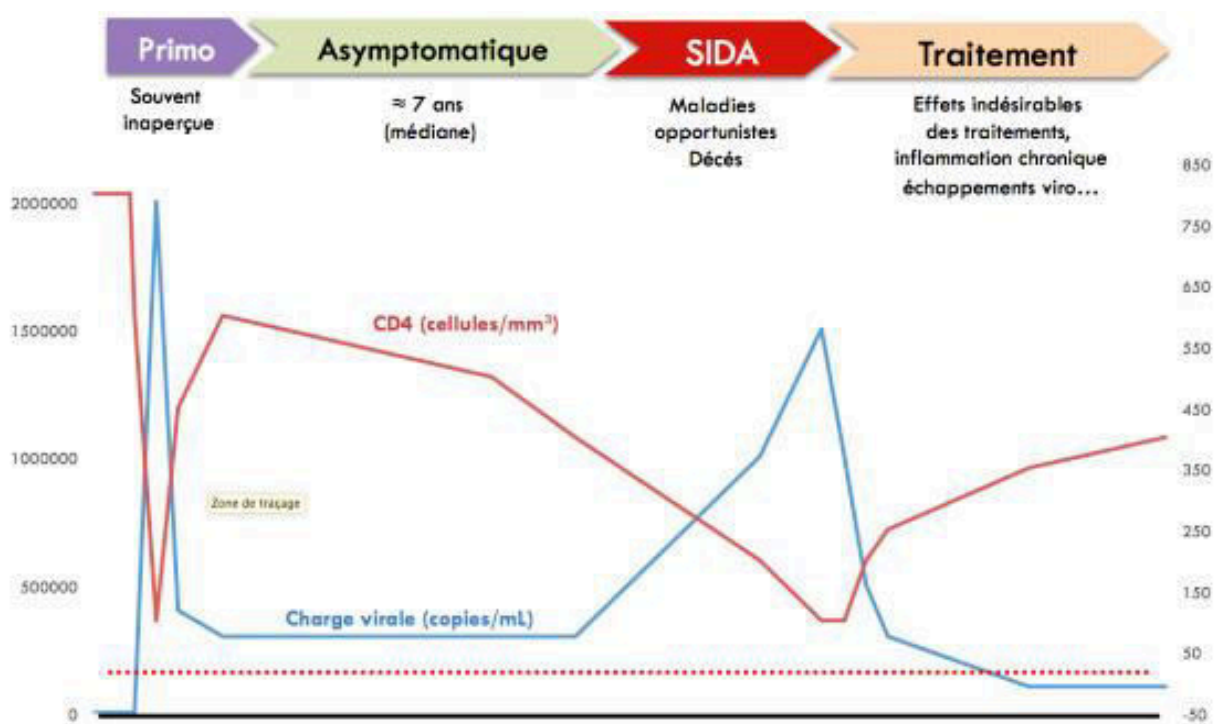 Primo
Asymptomatique
SIDA
Traitement
Souvent
inaperçue
≈ 7 ans
(médiane)
Maladies
opportunistes
Décés
Effets indésirables
des traitements,
inflammation chronique
échappements viro...
2000000
1500000
1000000
500000
0
CD4 (cellules/mm³)
Zone de traçage
Charge virale (copies/mL)
850
750
650
550
450
350
250
150
50
-50